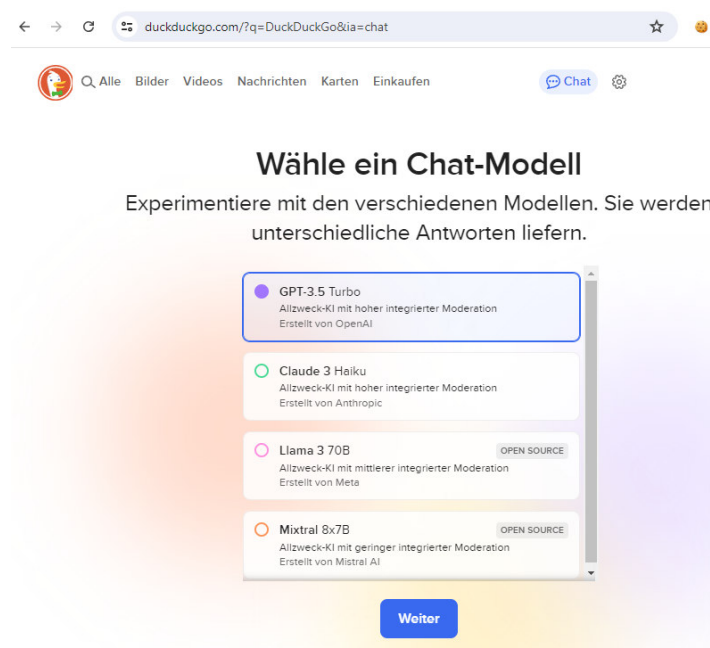 duckduckgo.com/?q=DuckDuckGo&ia=chat
Alle Bilder Videos Nachrichten Karten Einkaufen Chat
Wähle ein Chat-Modell
Experimentiere mit den verschiedenen Modellen. Sie werden
unterschiedliche Antworten liefern.
GPT-3.5 Turbo
Allzweck-KI mit hoher integrierter Moderation
Erstellt von OpenAI
Claude 3 Haiku
Allzweck-KI mit hoher integrierter Moderation
Erstellt von Anthropic
Llama 3 70B OPEN SOURCE
Allzweck-KI mit mittlerer integrierter Moderation
Erstellt von Meta
Mixtral 8x7B OPEN SOURCE
Allzweck-KI mit geringer integrierter Moderation
Erstellt von Mistral AI
Weiter